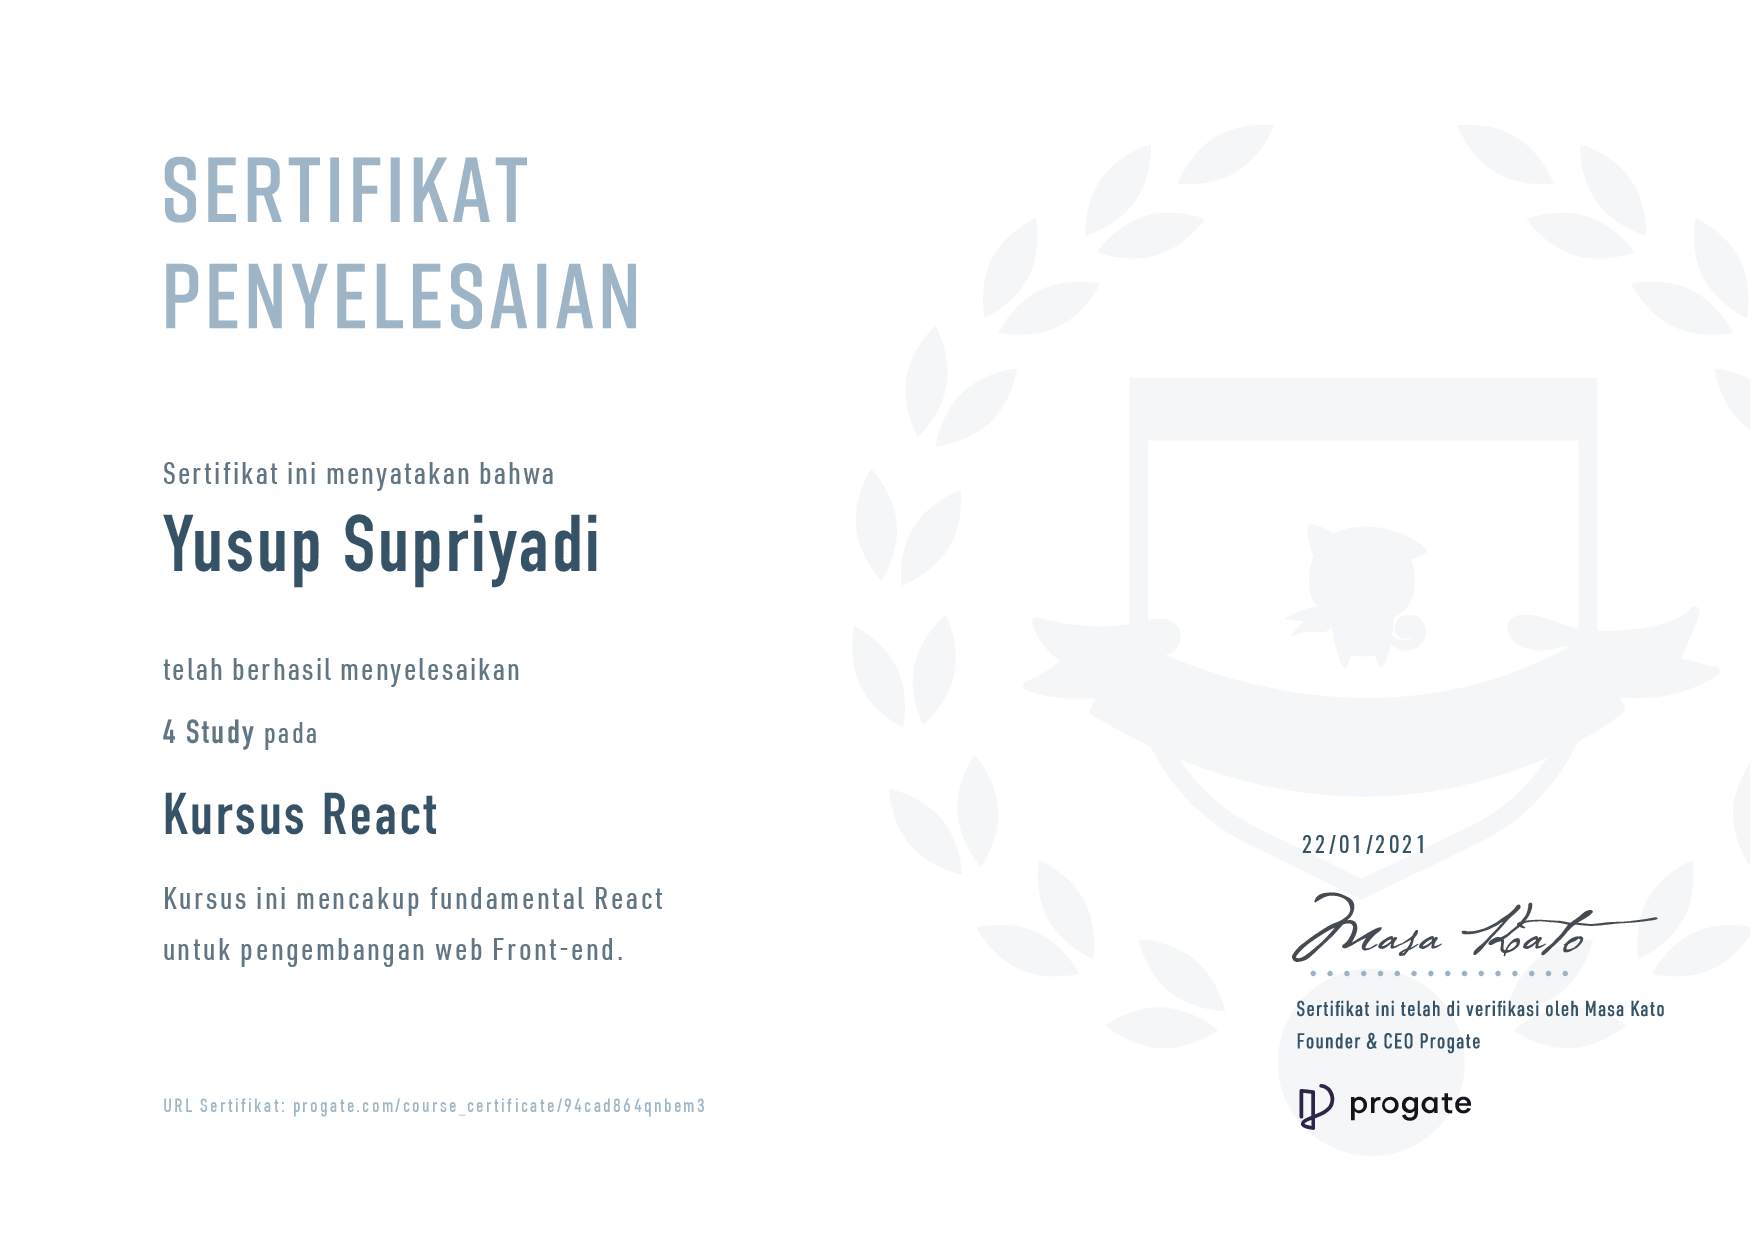 SERTIFIKAT
PENYELESAIAN
Sertifikat ini menyatakan bahwa
Yusup Supriyadi
telah berhasil menyelesaikan
4 Study pada
Kursus React
Kursus ini mencakup fundamental React
untuk pengembangan web Front-end.
URL Sertifikat: progate.com/course_certificate/94cad864qnbem3
22/01/2021
Masa Kato
Sertifikat ini telah di verifikasi oleh Masa Kato
Founder & CEO Progate
progate